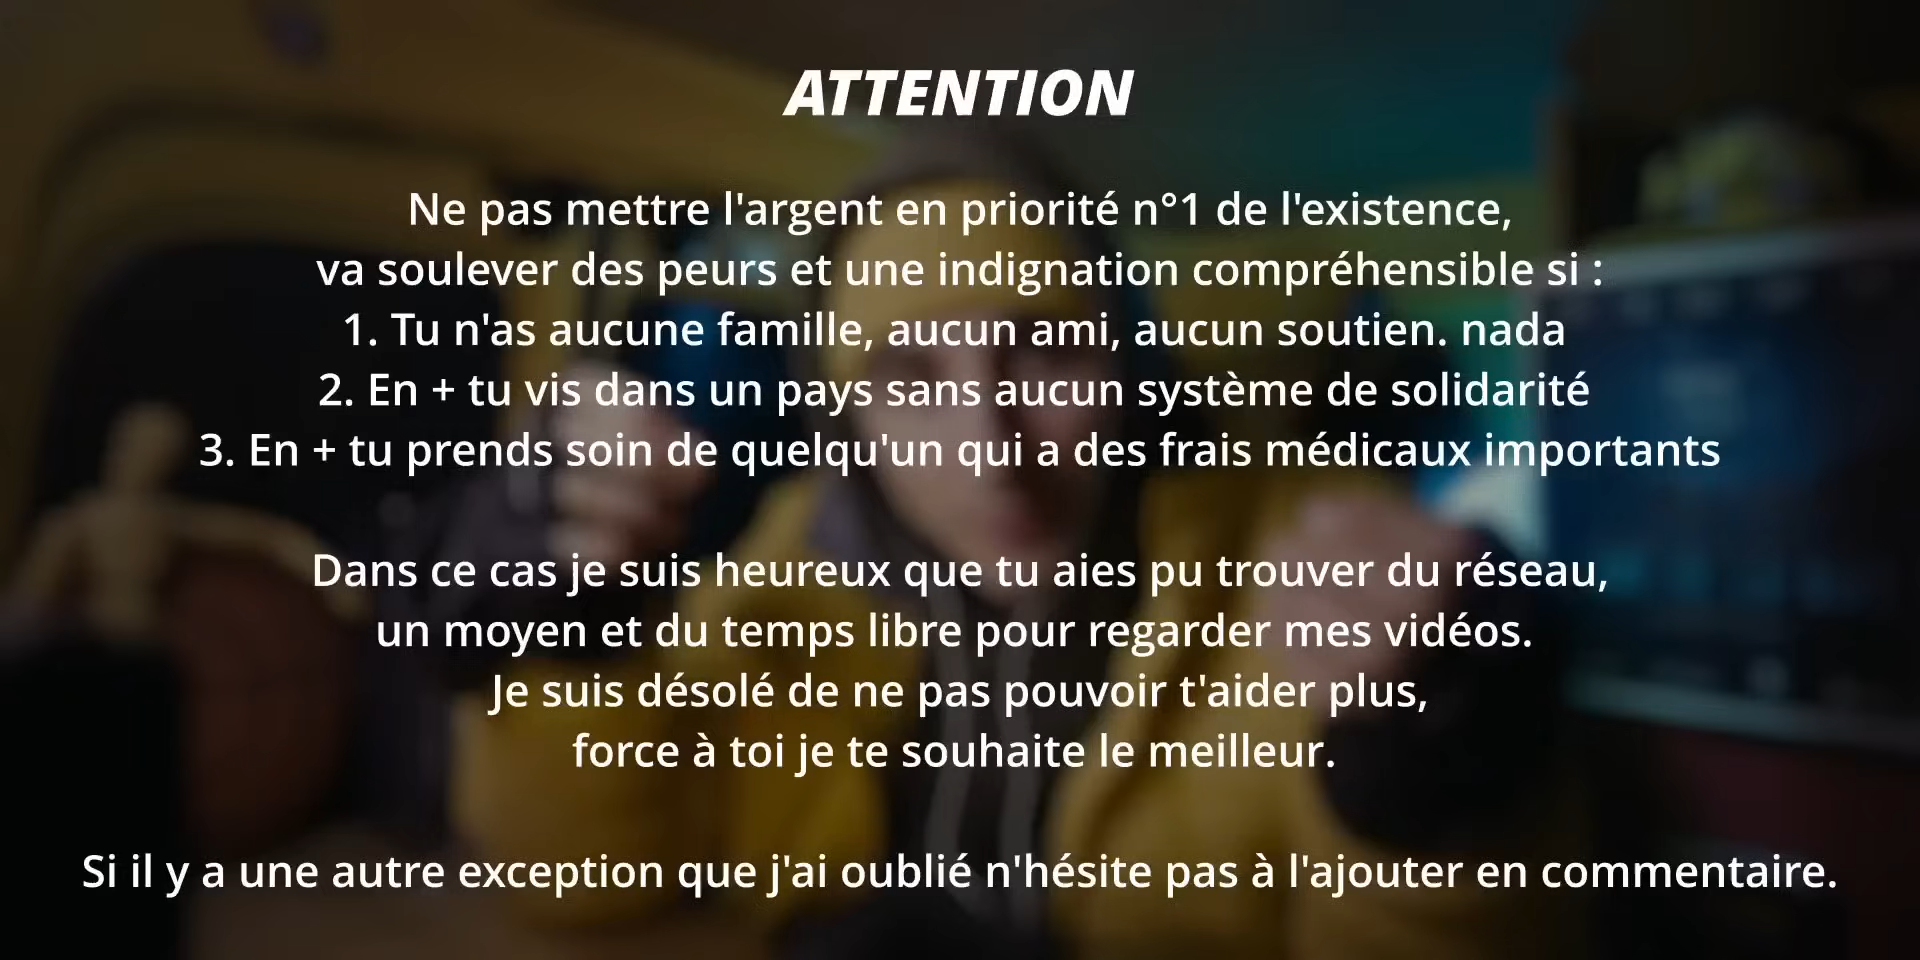 ATTENTION
Ne pas mettre l'argent en priorité n°1 de l'existence,
va soulever des peurs et une indignation compréhensible si :
1. Tu n'as aucune famille, aucun ami, aucun soutien. nada
2. En + tu vis dans un pays sans aucun système de solidarité
3. En + tu prends soin de quelqu'un qui a des frais médicaux importants
Dans ce cas je suis heureux que tu aies pu trouver du réseau,
un moyen et du temps libre pour regarder mes vidéos.
Je suis désolé de ne pas pouvoir t'aider plus,
force à toi je te souhaite le meilleur.
Si il y a une autre exception que j'ai oublié n'hésite pas à l'ajouter en commentaire.